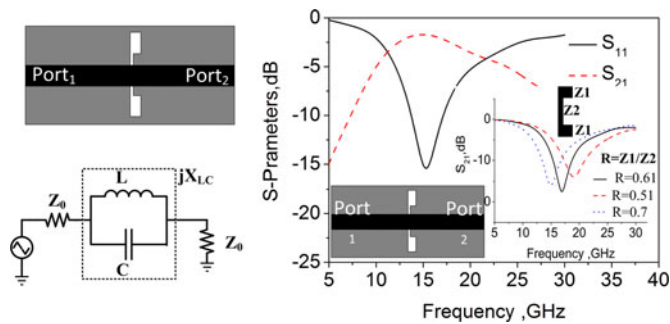 Port1 Port2
L
jXLC
Z0
C
Z0
S-Prameters,dB
0
-5
-10
-15
-20
-25
5 10 15 20 25 30 35 40
Frequency ,GHz
S11
S21
Port Port
1 2
S21,dB
0
-10
-20
5 10 15 20 25 30 35
Frequency ,GHz
Z1
Z2
Z1
R=Z1/Z2
R=0.61
R=0.51
R=0.7